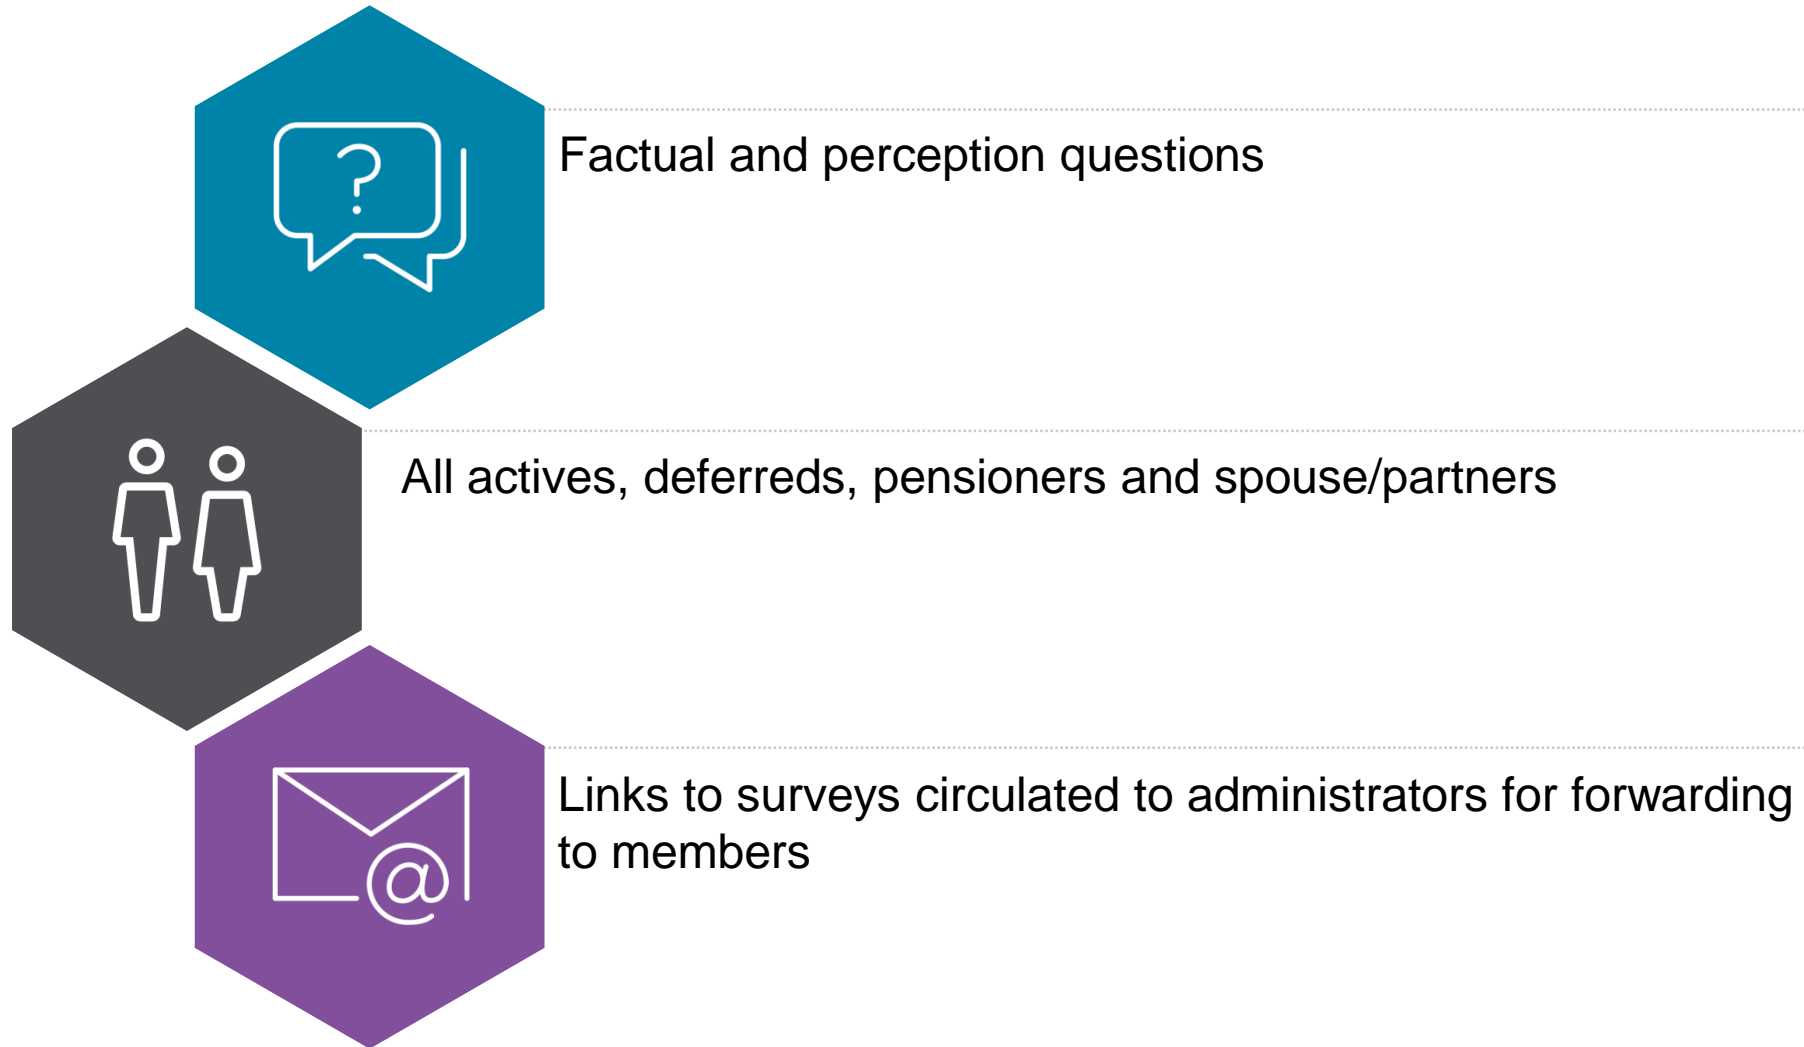 Factual and perception questions
All actives, deferreds, pensioners and spouse/partners
Links to surveys circulated to administrators for forwarding
to members